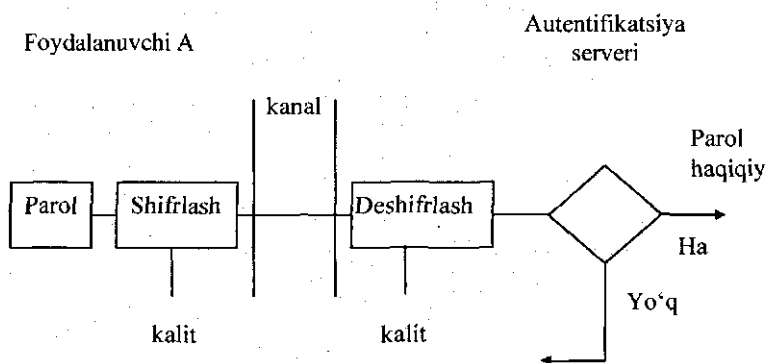 Foydalanuvchi A
Autentifikatsiya
serveri
kanal
Parol
haqiqiy
Parol
Shifrlash
Deshifrlash
Ha
Yo‘q
kalit
kalit